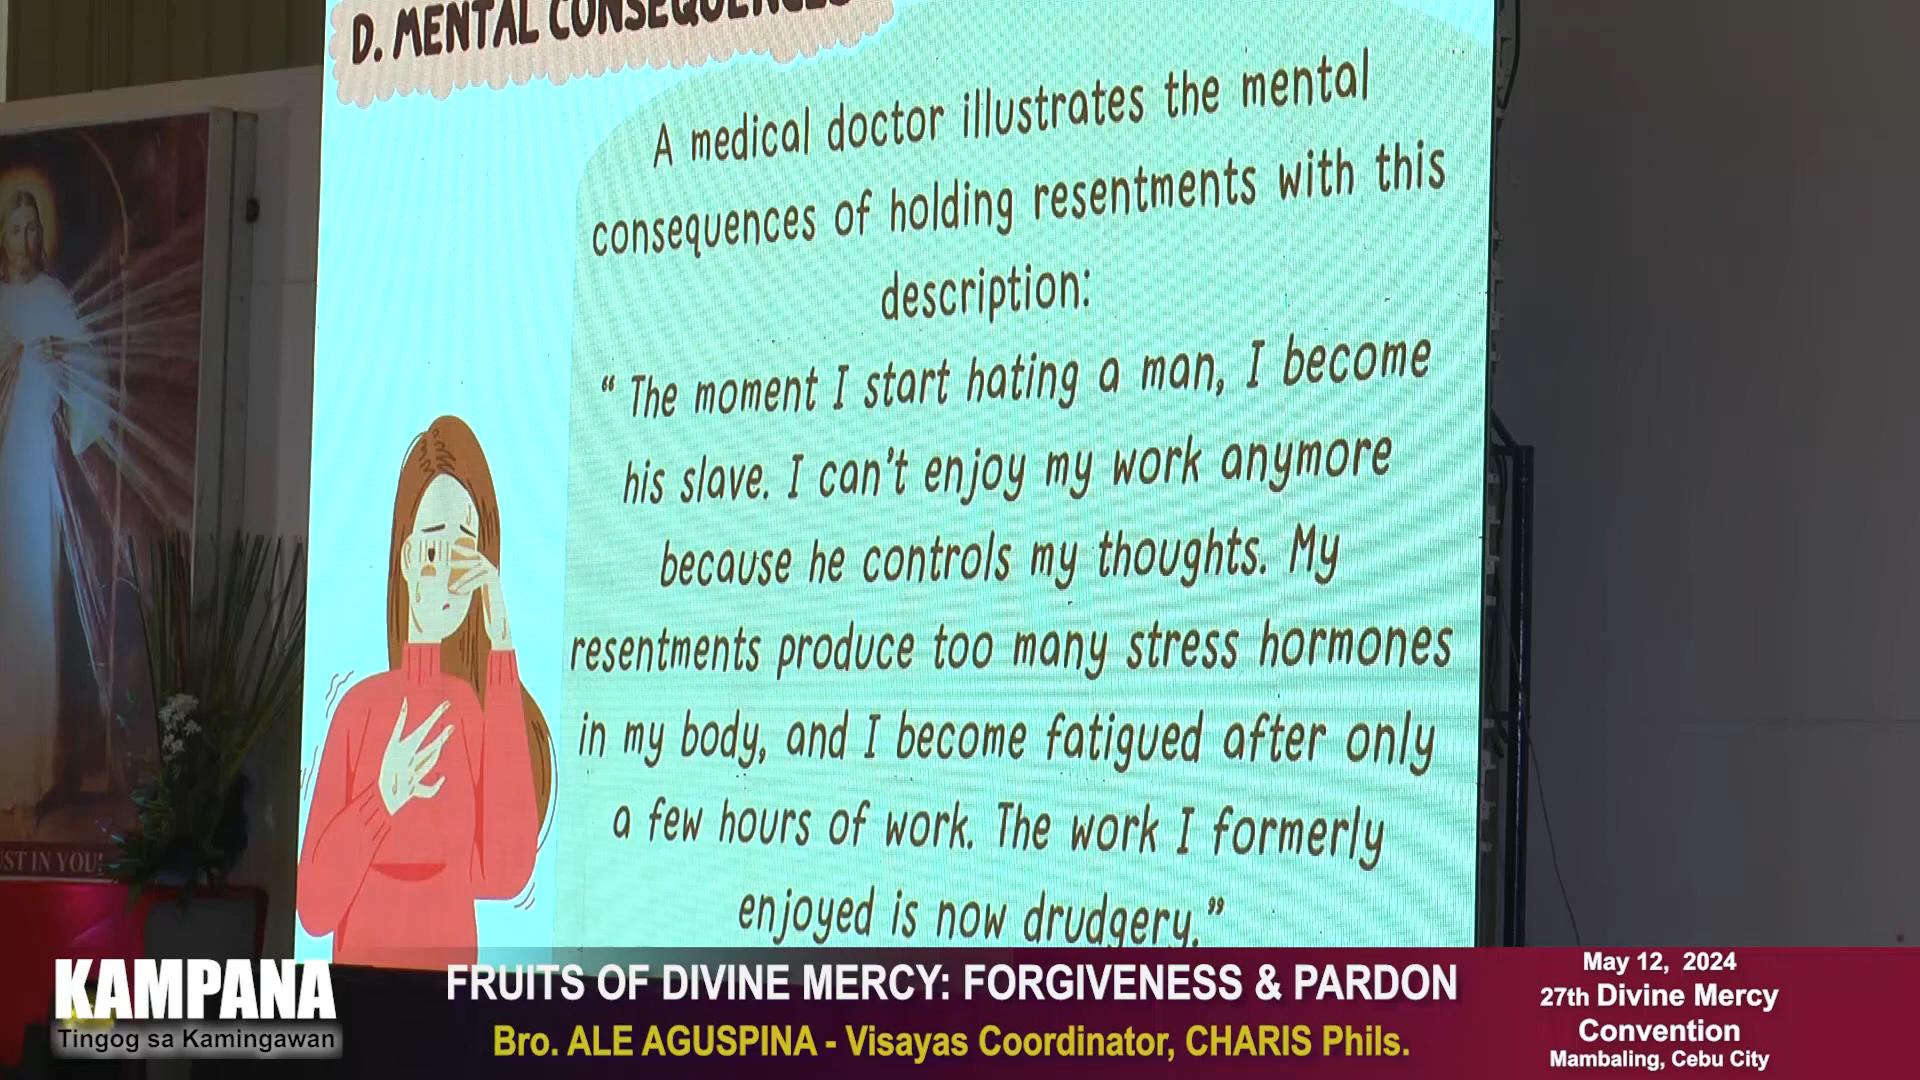 D. MENTAL CONSEQUENCES
A medical doctor illustrates the mental
consequences of holding resentments with this
description:
“ The moment I start hating a man, I become
his slave. I can't enjoy my work anymore
because he controls my thoughts. My
resentments produce too many stress hormones
in my body, and I become fatigued after only
a few hours of work. The work I formerly
enjoyed is now drudgery.”
IN YOU!
KAMPANA
Tingog sa Kamingawan
FRUITS OF DIVINE MERCY: FORGIVENESS & PARDON
Bro. ALE AGUSPINA - Visayas Coordinator, CHARIS Phils.
May 12, 2024
27th Divine Mercy
Convention
Mambaling, Cebu City